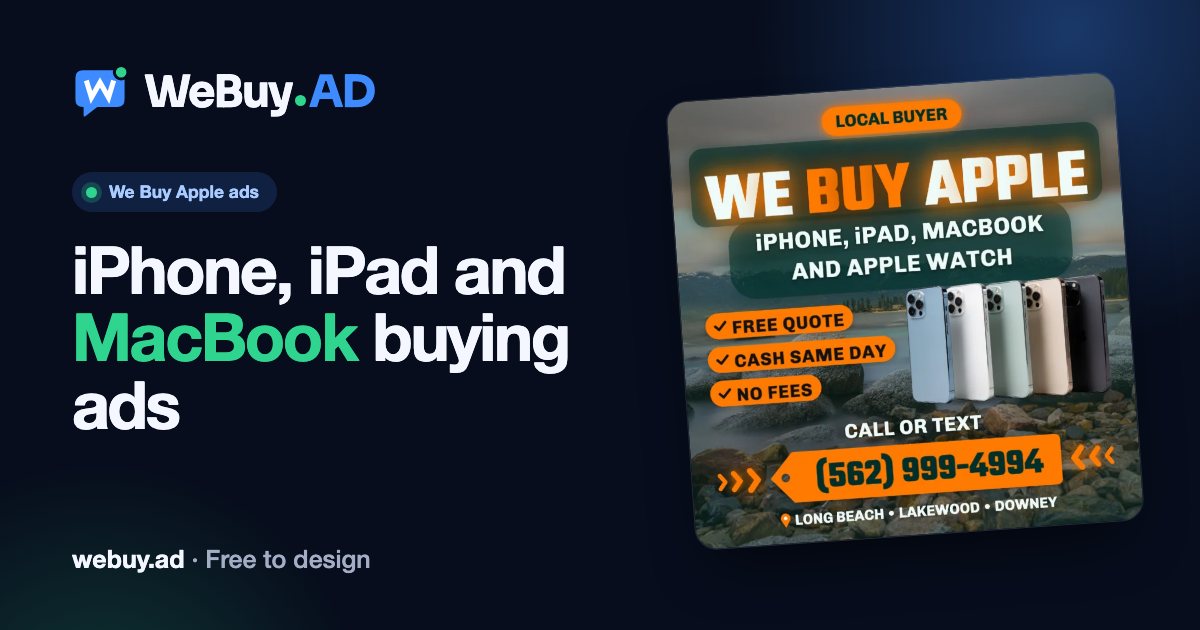 WeBuy.AD
We Buy Apple ads
iPhone, iPad and
MacBook buying
ads
webuy.ad · Free to design
LOCAL BUYER
WE BUY APPLE
iPHONE, iPAD, MACBOOK
AND APPLE WATCH
FREE QUOTE
CASH SAME DAY
NO FEES
CALL OR TEXT
(562) 999-4994
LONG BEACH • LAKEWOOD • DOWNEY